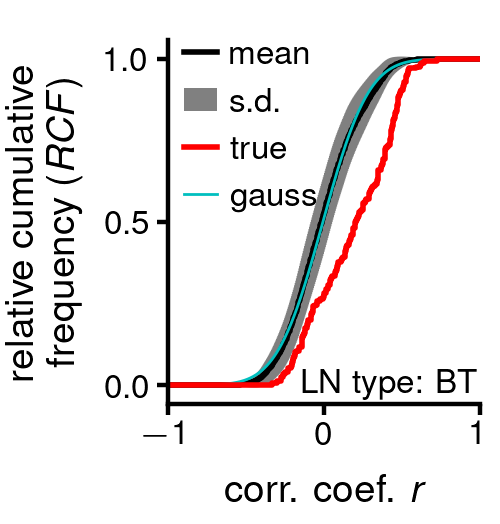 relative cumulative
frequency (RCF)
1.0
0.5
0.0
mean
s.d.
true
gauss
LN type: BT
−1
0
1
corr. coef. r